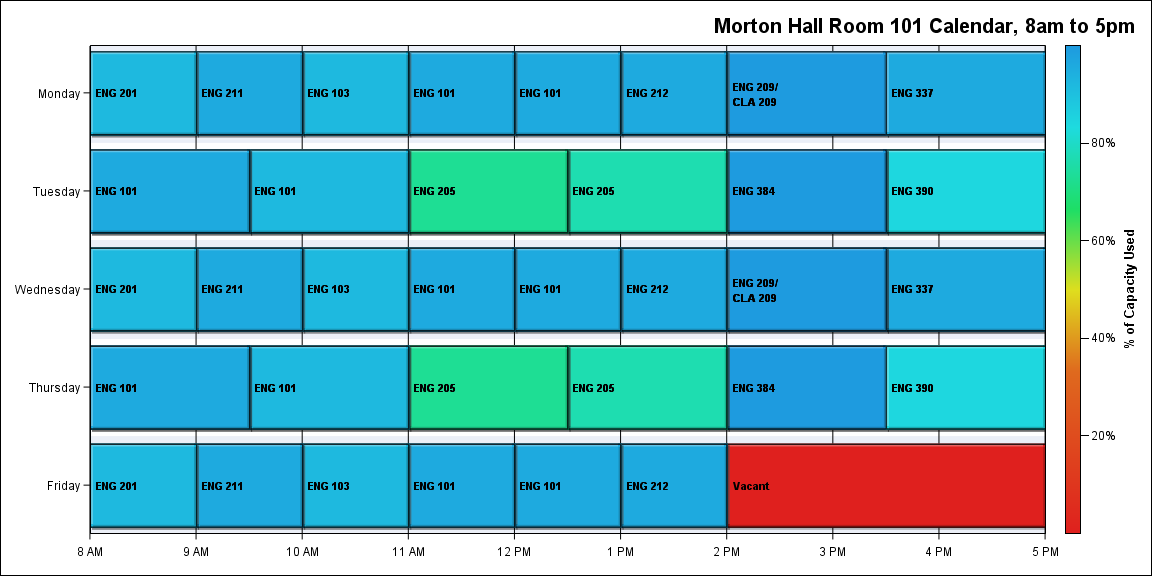 Morton Hall Room 101 Calendar, 8am to 5pm
Monday
ENG 201
ENG 211
ENG 103
ENG 101
ENG 101
ENG 212
ENG 209/
CLA 209
ENG 337
Tuesday
ENG 101
ENG 101
ENG 205
ENG 205
ENG 384
ENG 390
Wednesday
ENG 201
ENG 211
ENG 103
ENG 101
ENG 101
ENG 212
ENG 209/
CLA 209
ENG 337
Thursday
ENG 101
ENG 101
ENG 205
ENG 205
ENG 384
ENG 390
Friday
ENG 201
ENG 211
ENG 103
ENG 101
ENG 101
ENG 212
Vacant
8 AM
9 AM
10 AM
11 AM
12 PM
1 PM
2 PM
3 PM
4 PM
5 PM
80%
60%
40%
20%
% of Capacity Used